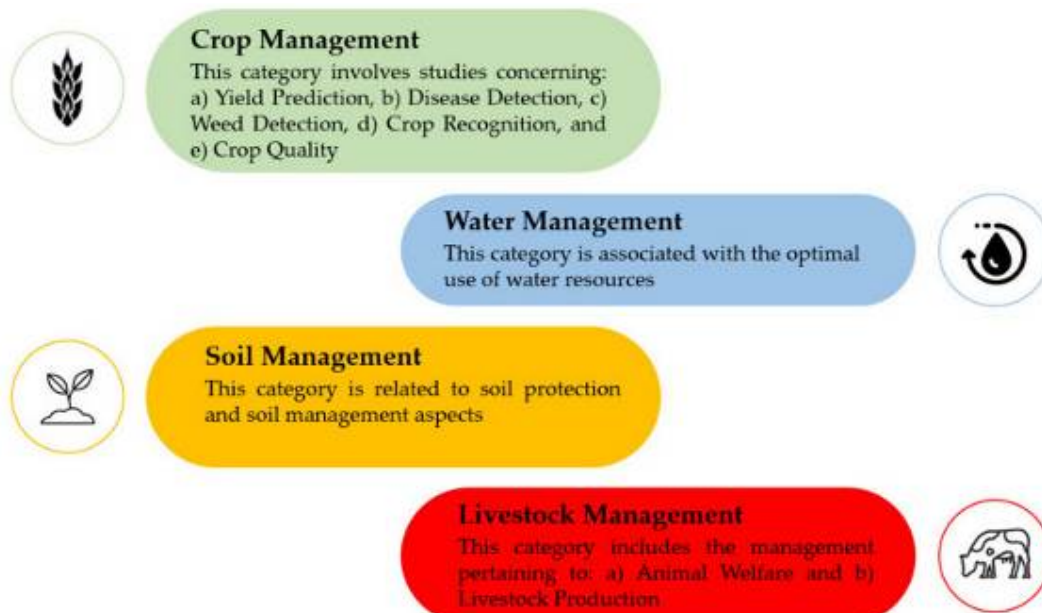 Crop Management
This category involves studies concerning:
a) Yield Prediction, b) Disease Detection, c)
Weed Detection, d) Crop Recognition, and
e) Crop Quality
Water Management
This category is associated with the optimal
use of water resources
Soil Management
This category is related to soil protection
and soil management aspects
Livestock Management
This category includes the management
pertaining to: a) Animal Welfare and b)
Livestock Production